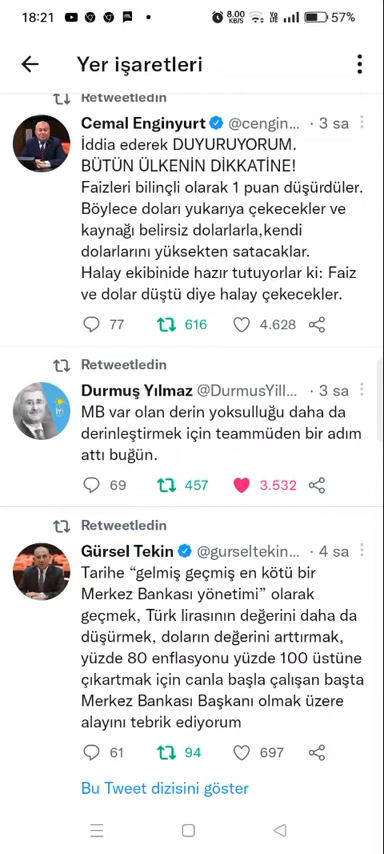 18:21 8.00 KB/S Vo LTE 57%
Yer işaretleri
Retweetledin
Cemal Enginyurt @cengin... · 3 sa
İddia ederek DUYURUYORUM.
BÜTÜN ÜLKENİN DİKKATİNE!
Faizleri bilinçli olarak 1 puan düşürdüler.
Böylece doları yukarıya çekecekler ve
kaynağı belirsiz dolarlarla,kendi
dolarlarını yüksekten satacaklar.
Halay ekibinide hazır tutuyorlar ki: Faiz
ve dolar düştü diye halay çekecekler.
77 616 4.628
Retweetledin
Durmuş Yılmaz @DurmusYill... · 3 sa
MB var olan derin yoksulluğu daha da
derinleştirmek için teammüden bir adım
attı buğün.
69 457 3.532
Retweetledin
Gürsel Tekin @gurseltekin... · 4 sa
Tarihe “gelmiş geçmiş en kötü bir
Merkez Bankası yönetimi” olarak
geçmek, Türk lirasının değerini daha da
düşürmek, doların değerini arttırmak,
yüzde 80 enflasyonu yüzde 100 üstüne
çıkartmak için canla başla çalışan başta
Merkez Bankası Başkanı olmak üzere
alayını tebrik ediyorum
61 94 697
Bu Tweet dizisini göster